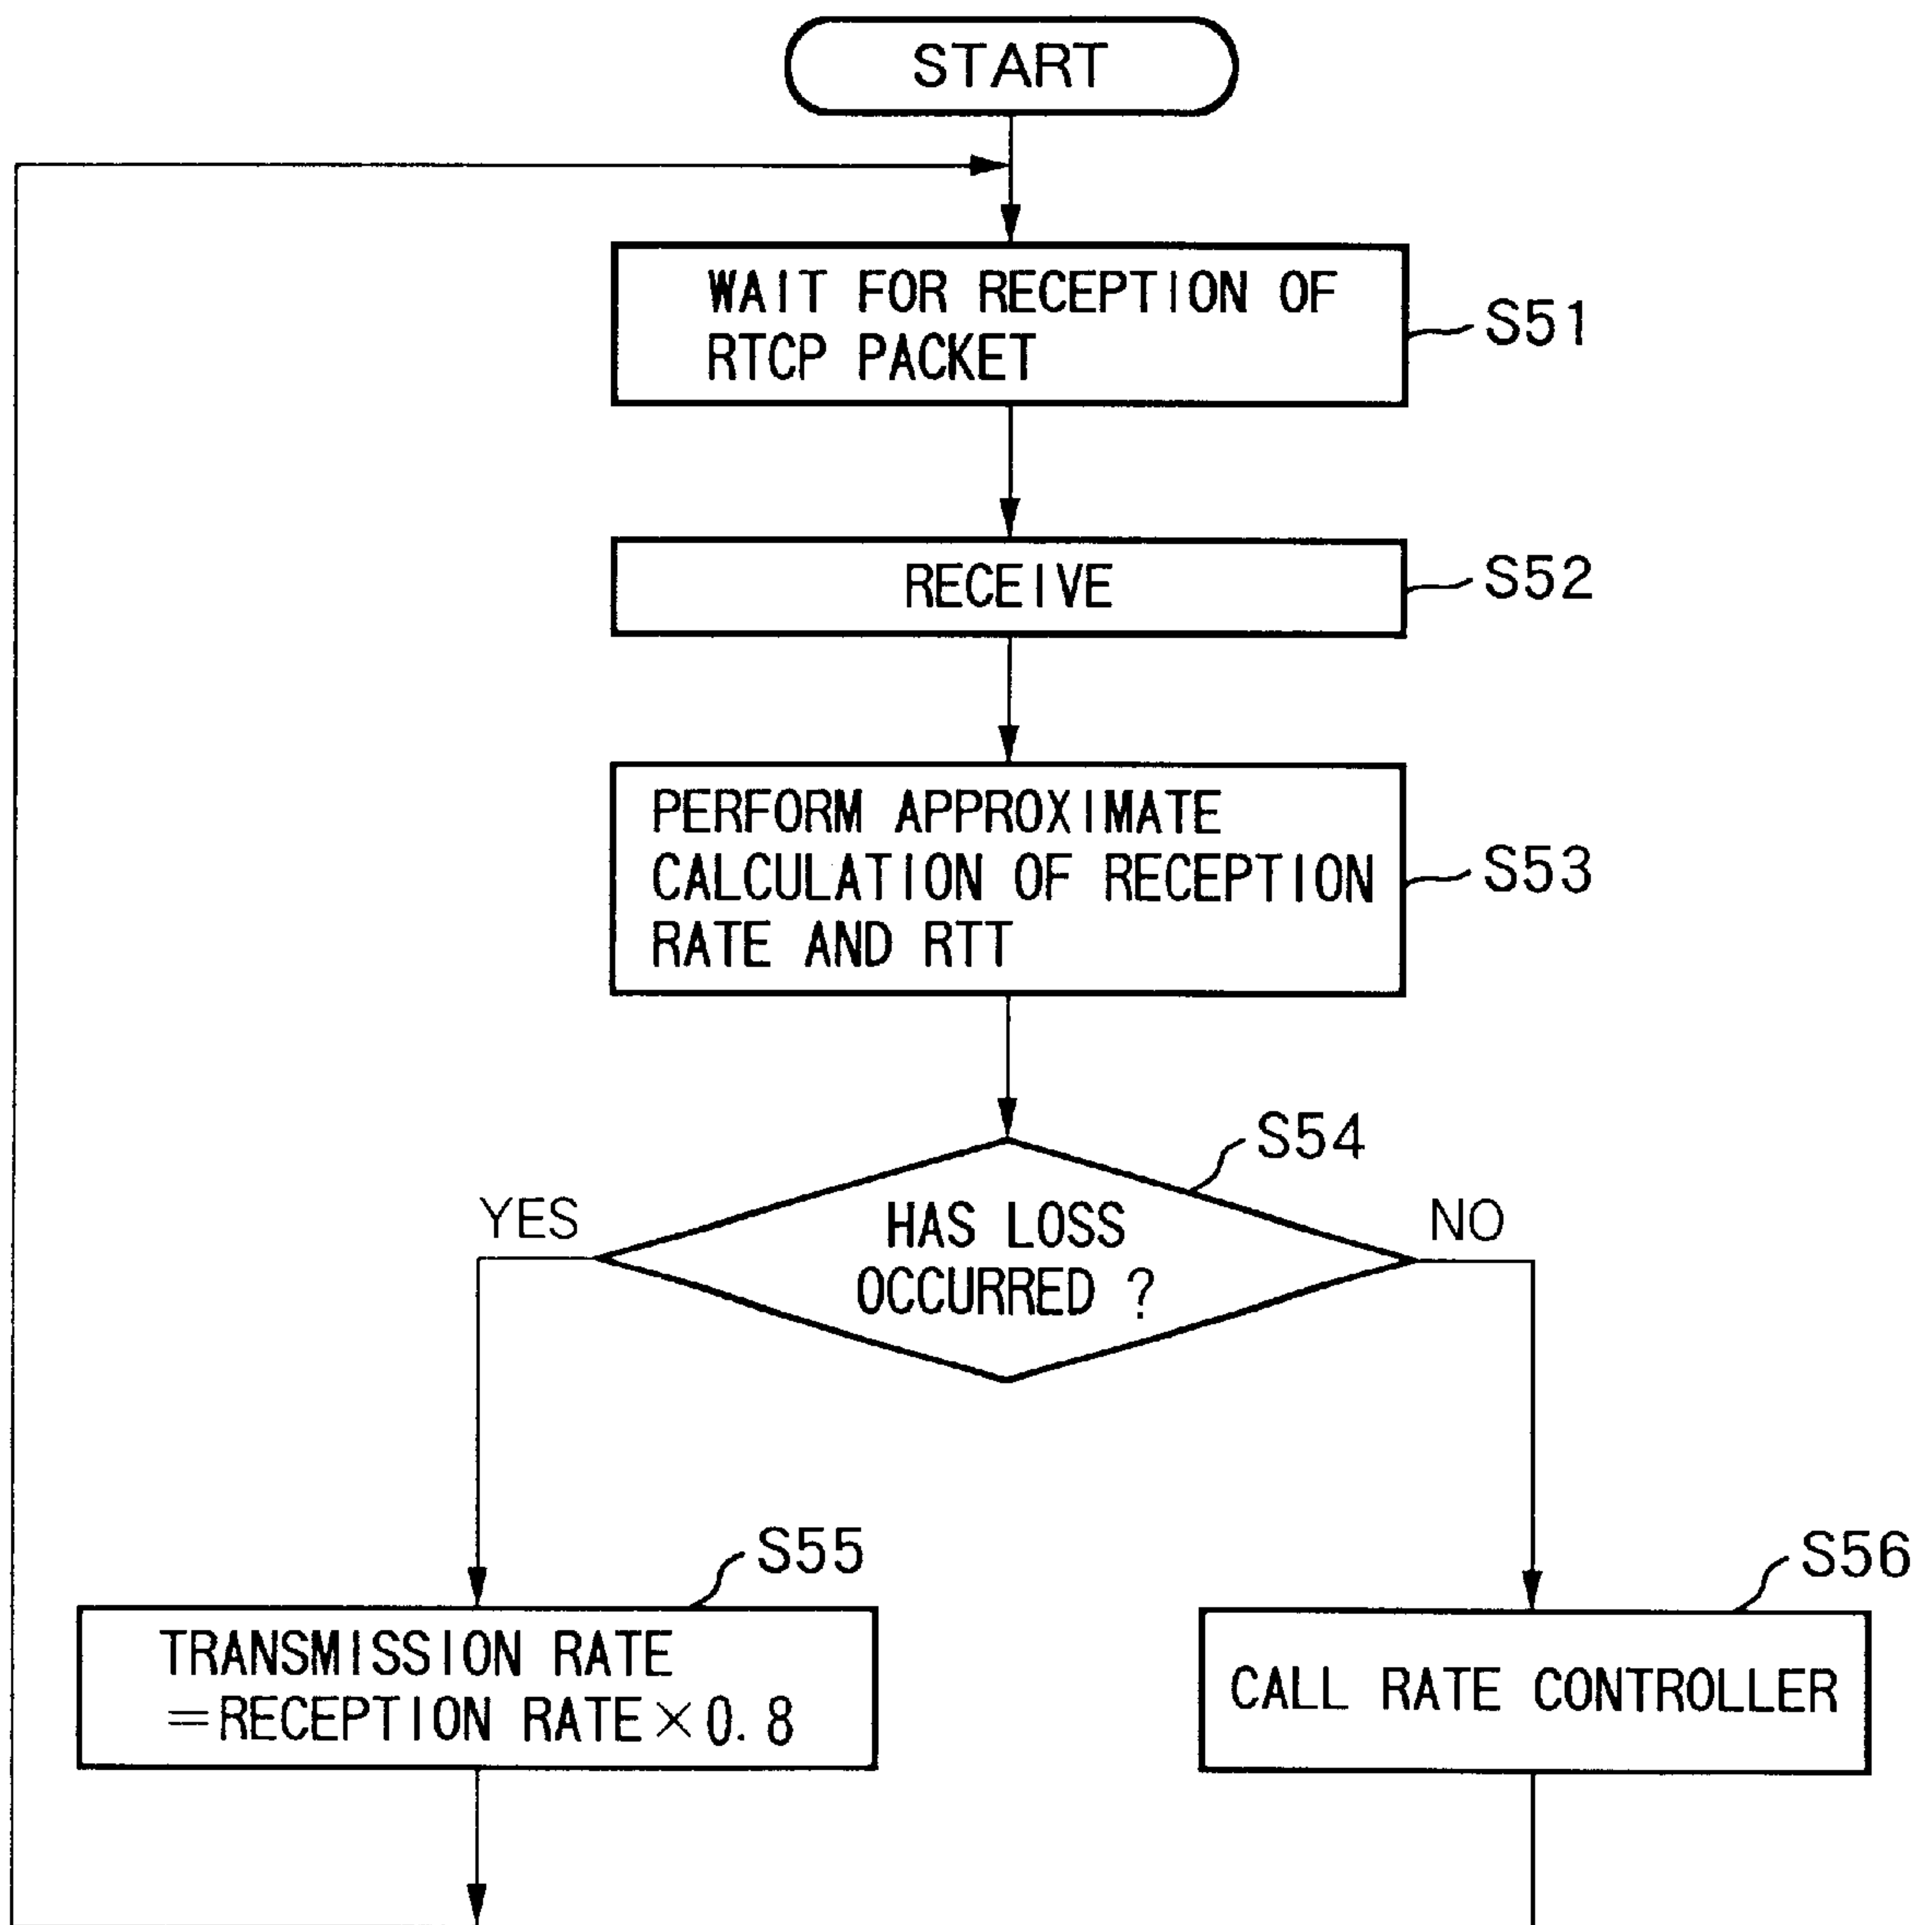 START
WAIT FOR RECEPTION OF
RTCP PACKET
S51
RECEIVE
S52
PERFORM APPROXIMATE
CALCULATION OF RECEPTION
RATE AND RTT
S53
S54
YES
HAS LOSS
OCCURRED ?
NO
S55
TRANSMISSION RATE
=RECEPTION RATE×0.8
S56
CALL RATE CONTROLLER